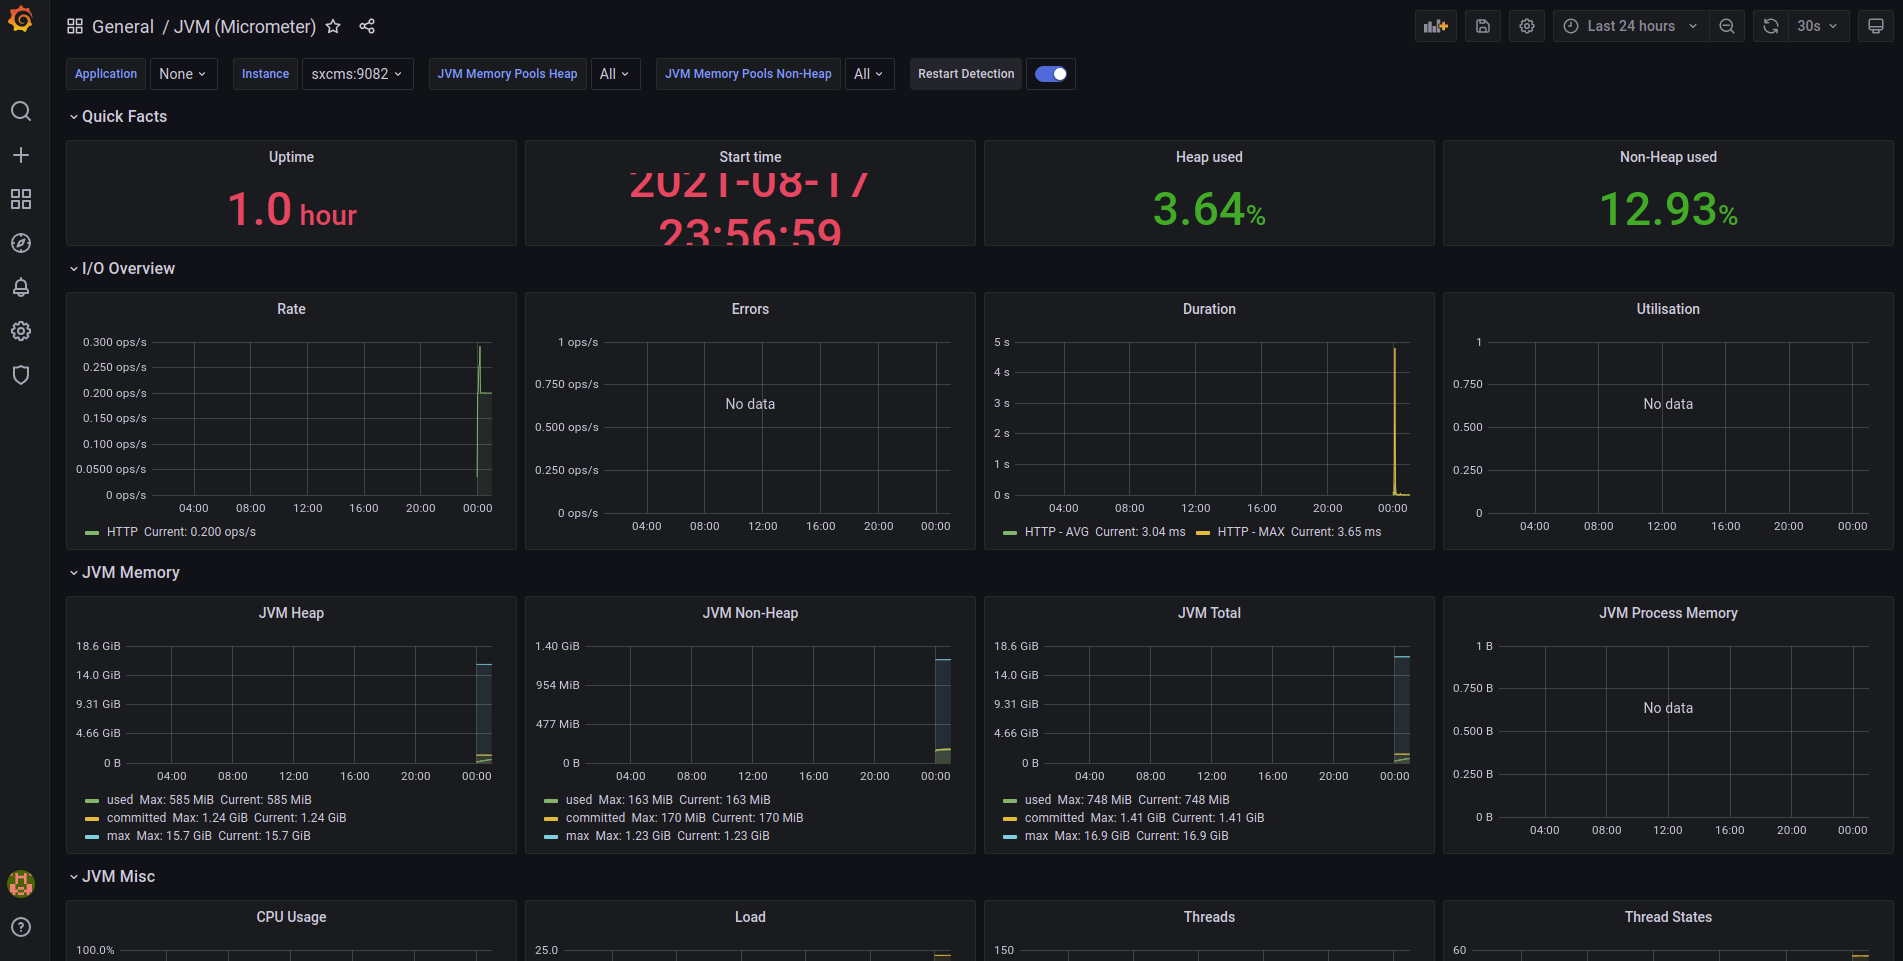 General / JVM (Micrometer)
Last 24 hours
30s
Application None Instance sxcms:9082 JVM Memory Pools Heap All JVM Memory Pools Non-Heap All Restart Detection
Quick Facts
Uptime
1.0 hour
Start time
2021-08-17
23:56:59
Heap used
3.64%
Non-Heap used
12.93%
I/O Overview
Rate
0.300 ops/s
0.250 ops/s
0.200 ops/s
0.150 ops/s
0.100 ops/s
0.0500 ops/s
0 ops/s
04:00 08:00 12:00 16:00 20:00 00:00
HTTP Current: 0.200 ops/s
Errors
1 ops/s
0.750 ops/s
No data
0.500 ops/s
0.250 ops/s
0 ops/s
04:00 08:00 12:00 16:00 20:00 00:00
Duration
5 s
4 s
3 s
2 s
1 s
0 s
04:00 08:00 12:00 16:00 20:00 00:00
HTTP - AVG Current: 3.04 ms HTTP - MAX Current: 3.65 ms
Utilisation
1
0.750
No data
0.500
0.250
0
04:00 08:00 12:00 16:00 20:00 00:00
JVM Memory
JVM Heap
18.6 GiB
14.0 GiB
9.31 GiB
4.66 GiB
0 B
04:00 08:00 12:00 16:00 20:00 00:00
used Max: 585 MiB Current: 585 MiB
committed Max: 1.24 GiB Current: 1.24 GiB
max Max: 15.7 GiB Current: 15.7 GiB
JVM Non-Heap
1.40 GiB
954 MiB
477 MiB
0 B
04:00 08:00 12:00 16:00 20:00 00:00
used Max: 163 MiB Current: 163 MiB
committed Max: 170 MiB Current: 170 MiB
max Max: 1.23 GiB Current: 1.23 GiB
JVM Total
18.6 GiB
14.0 GiB
9.31 GiB
4.66 GiB
0 B
04:00 08:00 12:00 16:00 20:00 00:00
used Max: 748 MiB Current: 748 MiB
committed Max: 1.41 GiB Current: 1.41 GiB
max Max: 16.9 GiB Current: 16.9 GiB
JVM Process Memory
1 B
0.750 B
No data
0.500 B
0.250 B
0 B
04:00 08:00 12:00 16:00 20:00 00:00
JVM Misc
CPU Usage
100.0%
Load
25.0
Threads
150
Thread States
60